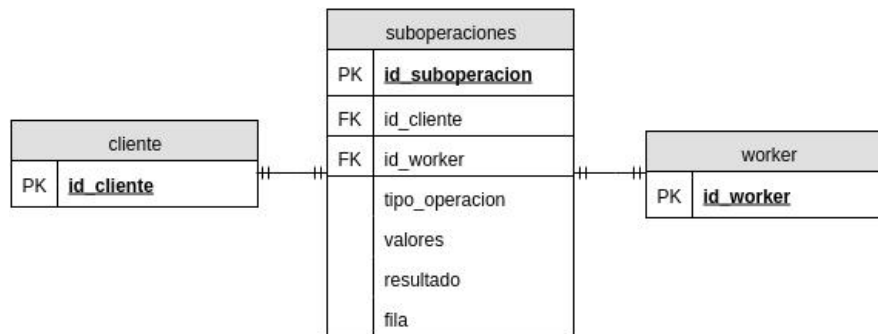 suboperaciones
PK id_suboperacion
FK id_cliente
FK id_worker
tipo_operacion
valores
resultado
fila
cliente
PK id_cliente
worker
PK id_worker